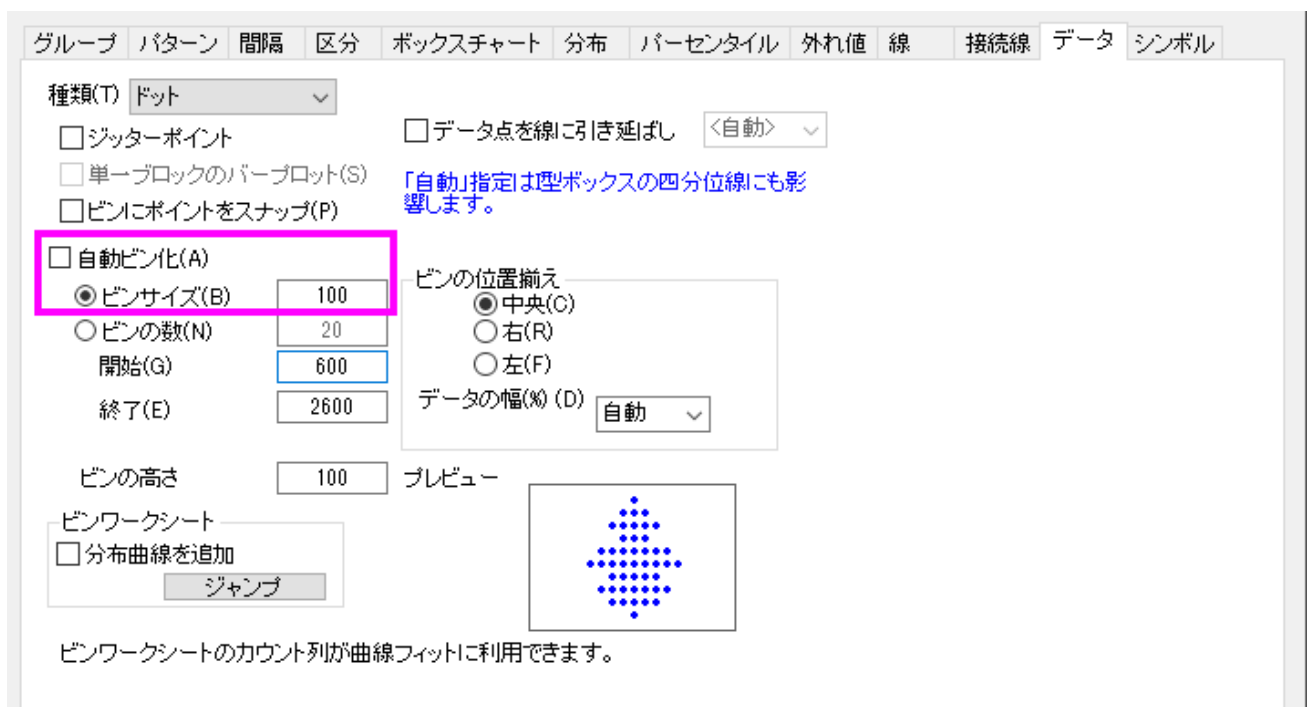 グループ パターン 間隔 区分 ボックスチャート 分布 パーセンタイル 外れ値 線 接続線 データ シンボル
種類(T) ドット
ジッターポイント
データ点を線に引き延ばし <自動>
単一ブロックのバープロット(S)
「自動」指定はI型ボックスの四分位線にも影
響します。
ビンにポイントをスナップ(P)
自動ビン化(A)
ビンサイズ(B) 100
ビンの数(N) 20
開始(G) 600
終了(E) 2600
ビンの位置揃え
中央(C)
右(R)
左(F)
データの幅(%) (D) 自動
ビンの高さ 100
プレビュー
ビンワークシート
分布曲線を追加
ジャンプ
ビンワークシートのカウント列が曲線フィットに利用できます。